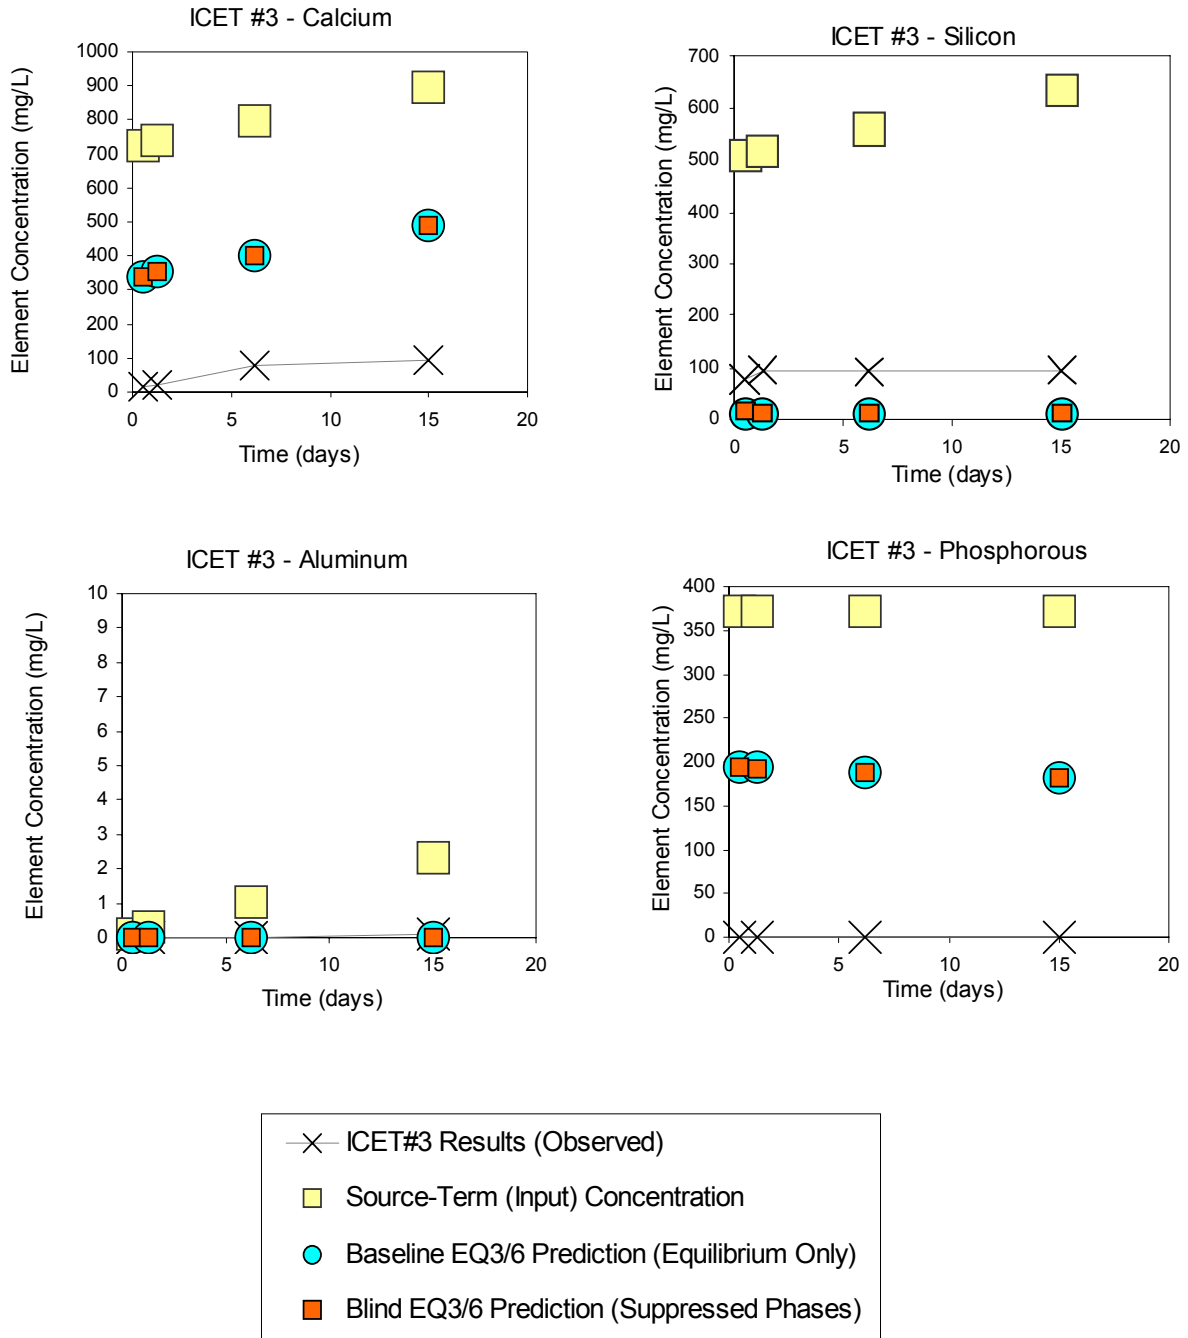 ICET #3 - Calcium
Element Concentration (mg/L)
1000
900
800
700
600
500
400
300
200
100
0
0 5 10 15 20
Time (days)
ICET #3 - Silicon
Element Concentration (mg/L)
700
600
500
400
300
200
100
0
0 5 10 15 20
Time (days)
ICET #3 - Aluminum
Element Concentration (mg/L)
10
9
8
7
6
5
4
3
2
1
0
0 5 10 15 20
Time (days)
ICET #3 - Phosphorous
Element Concentration (mg/L)
400
350
300
250
200
150
100
50
0
0 5 10 15 20
Time (days)
ICET#3 Results (Observed)
Source-Term (Input) Concentration
Baseline EQ3/6 Prediction (Equilibrium Only)
Blind EQ3/6 Prediction (Suppressed Phases)